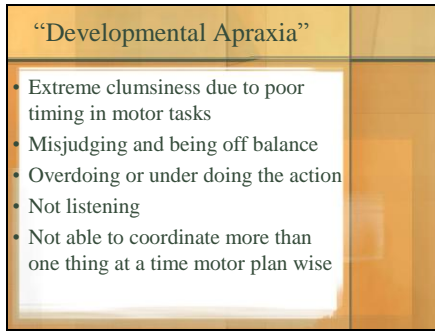 “Developmental Apraxia”
• Extreme clumsiness due to poor
timing in motor tasks
• Misjudging and being off balance
• Overdoing or under doing the action
• Not listening
• Not able to coordinate more than
one thing at a time motor plan wise